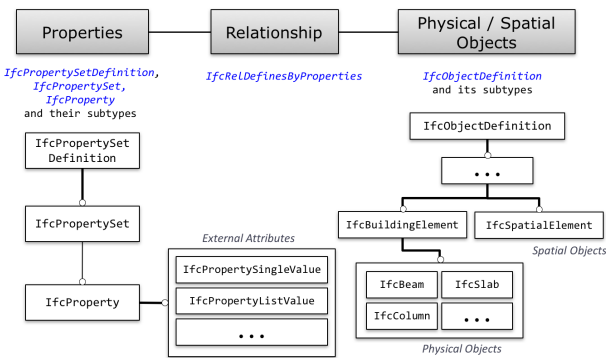 Properties
Relationship
Physical / Spatial
Objects
IfcPropertySetDefinition,
IfcPropertySet,
IfcProperty
and their subtypes
IfcRelDefinesByProperties
IfcObjectDefinition
and its subtypes
IfcPropertySet
Definition
IfcPropertySet
IfcProperty
External Attributes
IfcPropertySingleValue
IfcPropertyListValue
...
IfcObjectDefinition
...
IfcBuildingElement
IfcSpatialElement
Spatial Objects
IfcBeam
IfcSlab
IfcColumn
...
Physical Objects